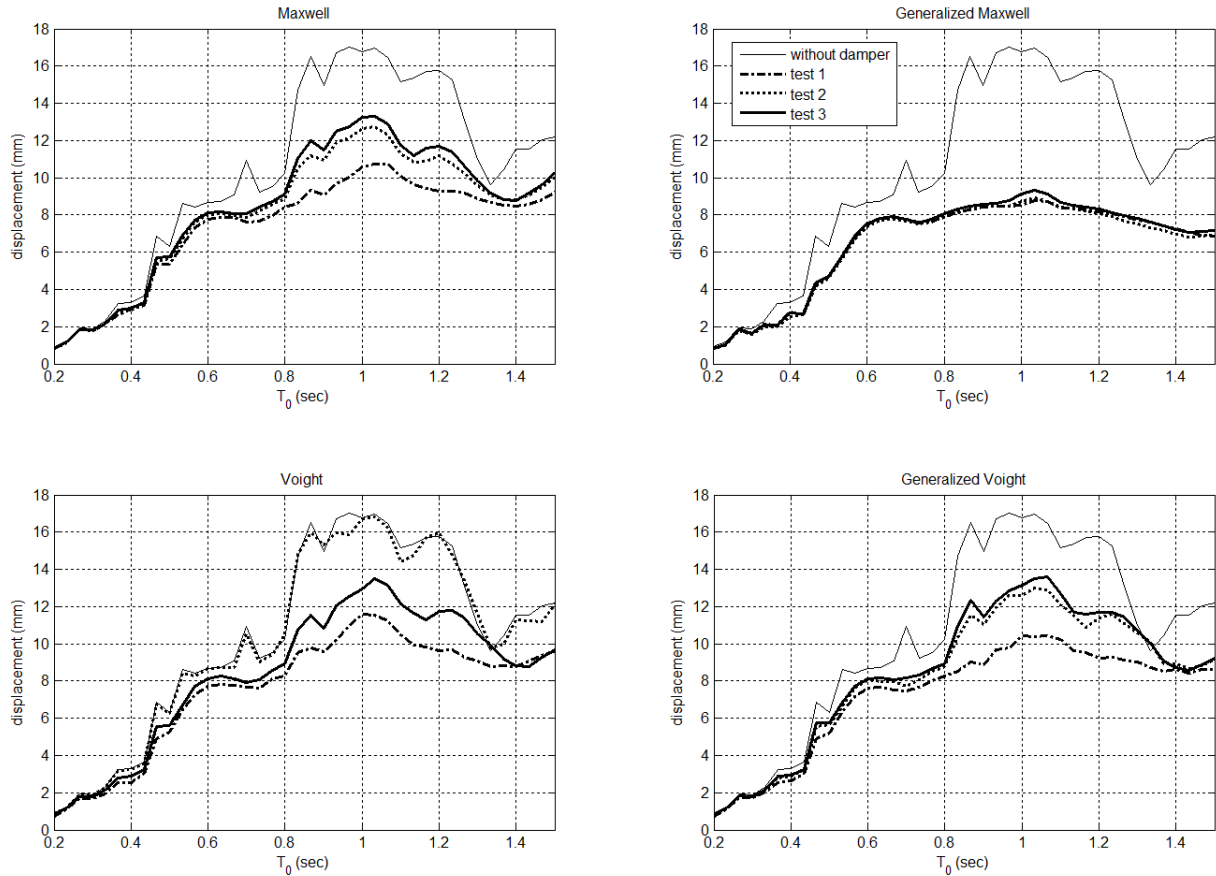 Maxwell
18
16
14
12
10
8
6
4
2
0
displacement (mm)
0.2 0.4 0.6 0.8 1 1.2 1.4
T0 (sec)
Generalized Maxwell
18
16
14
12
10
8
6
4
2
0
displacement (mm)
without damper
test 1
test 2
test 3
0.2 0.4 0.6 0.8 1 1.2 1.4
T0 (sec)
Voight
18
16
14
12
10
8
6
4
2
0
displacement (mm)
0.2 0.4 0.6 0.8 1 1.2 1.4
T0 (sec)
Generalized Voight
18
16
14
12
10
8
6
4
2
0
displacement (mm)
0.2 0.4 0.6 0.8 1 1.2 1.4
T0 (sec)